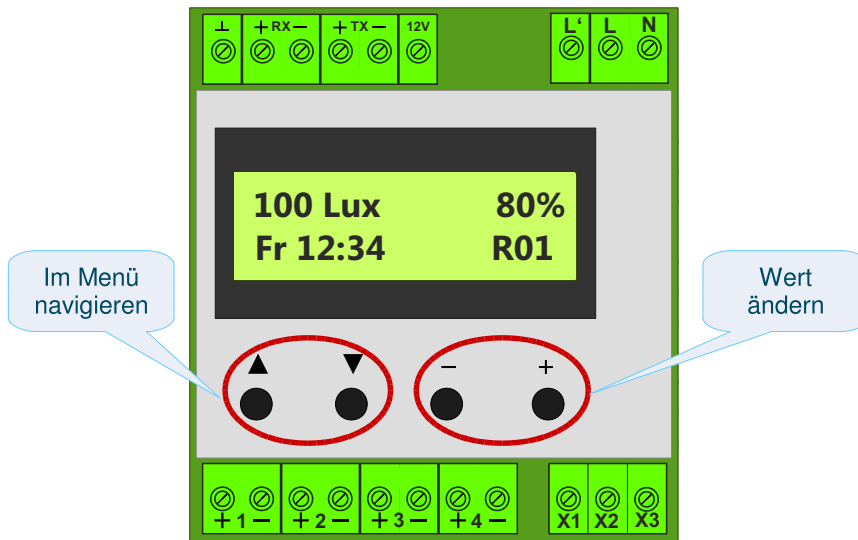 ⊥ + RX − + TX − 12V L‘ L N
100 Lux 80%
Fr 12:34 R01
Im Menü
navigieren
Wert
ändern
▲ ▼ − +
+ 1 − + 2 − + 3 − + 4 − X1 X2 X3